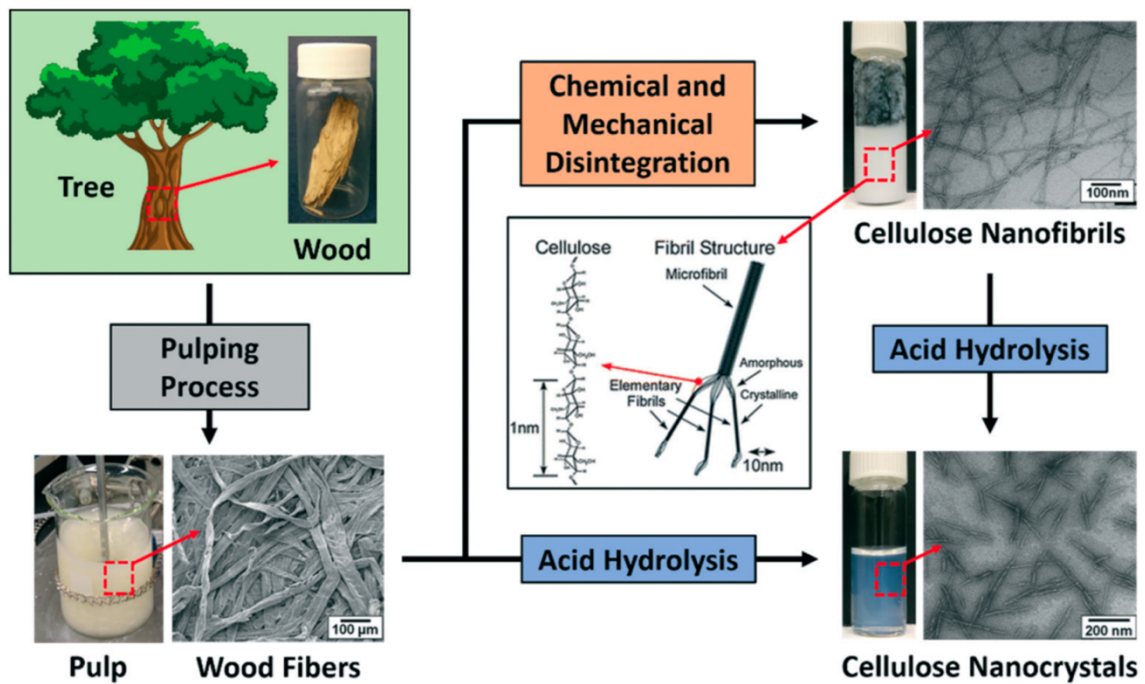 Tree
Wood
Pulping
Process
100 µm
Pulp
Wood Fibers
Chemical and
Mechanical
Disintegration
100nm
Cellulose Nanofibrils
Cellulose
Fibril Structure
Microfibril
Amorphous
Elementary
Fibrils
Crystalline
1nm
10nm
Acid Hydrolysis
Acid Hydrolysis
200 nm
Cellulose Nanocrystals